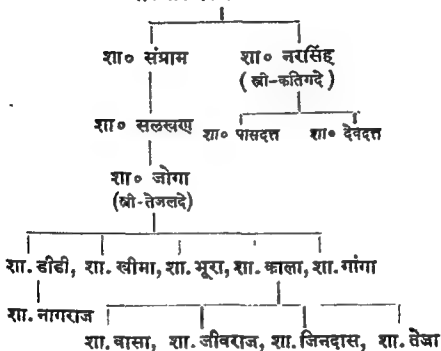 शा० संग्राम शा० नरसिंह
(स्त्री-कतिगदे)
शा० सलखण शा० पासदत्त शा० देवदत्त
शा० जोगा
(स्त्री-तेजलदे)
शा. डीडी, शा. खीमा, शा. भूरा, शा. काला, शा. गांगा
शा. नागराज
शा. वासा, शा. जीवराज, शा. जिनदास, शा. तेजा